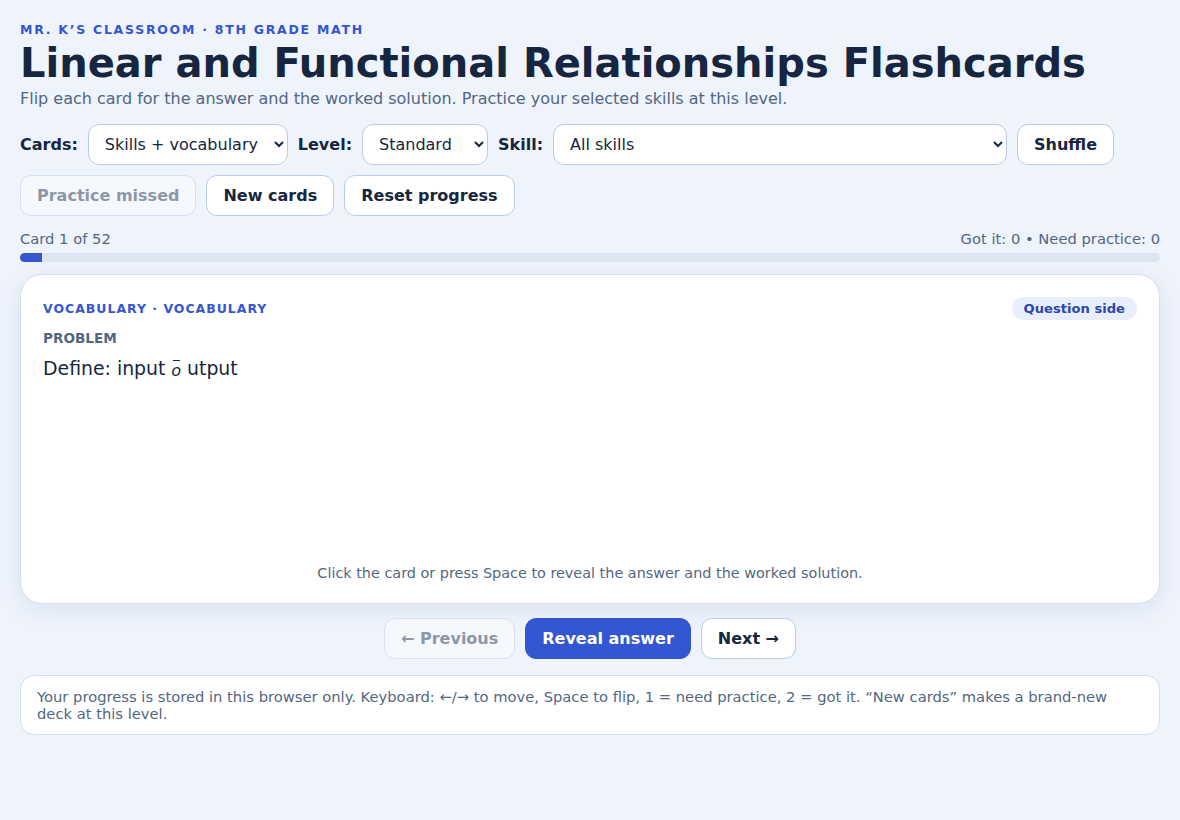 MR. K’S CLASSROOM · 8TH GRADE MATH
Linear and Functional Relationships Flashcards
Flip each card for the answer and the worked solution. Practice your selected skills at this level.
Cards: Skills + vocabulary Level: Standard Skill: All skills Shuffle
Practice missed New cards Reset progress
Card 1 of 52 Got it: 0 • Need practice: 0
VOCABULARY · VOCABULARY Question side
PROBLEM
Define: input o̅ utput
Click the card or press Space to reveal the answer and the worked solution.
← Previous Reveal answer Next →
Your progress is stored in this browser only. Keyboard: ←/→ to move, Space to flip, 1 = need practice, 2 = got it. “New cards” makes a brand-new
deck at this level.